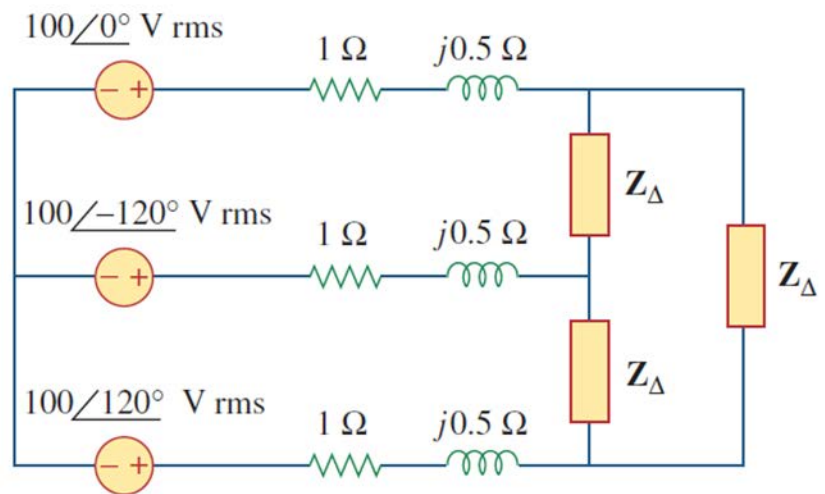 100∠0° V rms
1 Ω
j0.5 Ω
− +
Z_Δ
100∠−120° V rms
1 Ω
j0.5 Ω
− +
Z_Δ
Z_Δ
100∠120° V rms
1 Ω
j0.5 Ω
− +